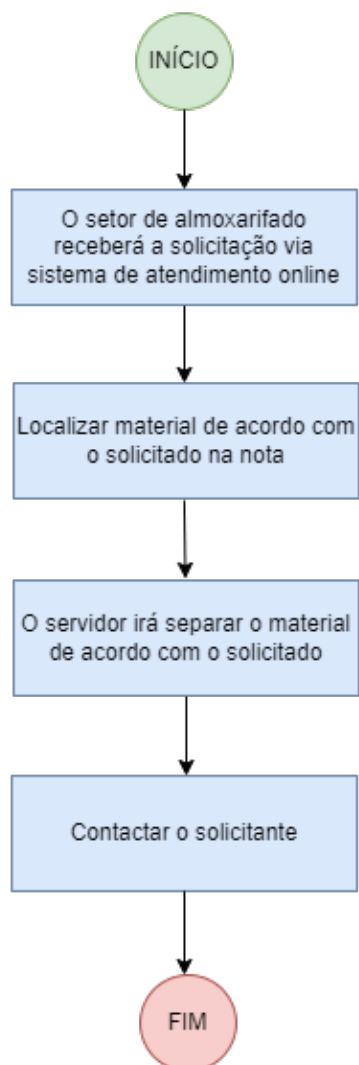 INÍCIO
O setor de almoxarifado
receberá a solicitação via
sistema de atendimento online
Localizar material de acordo com
o solicitado na nota
O servidor irá separar o material
de acordo com o solicitado
Contactar o solicitante
FIM